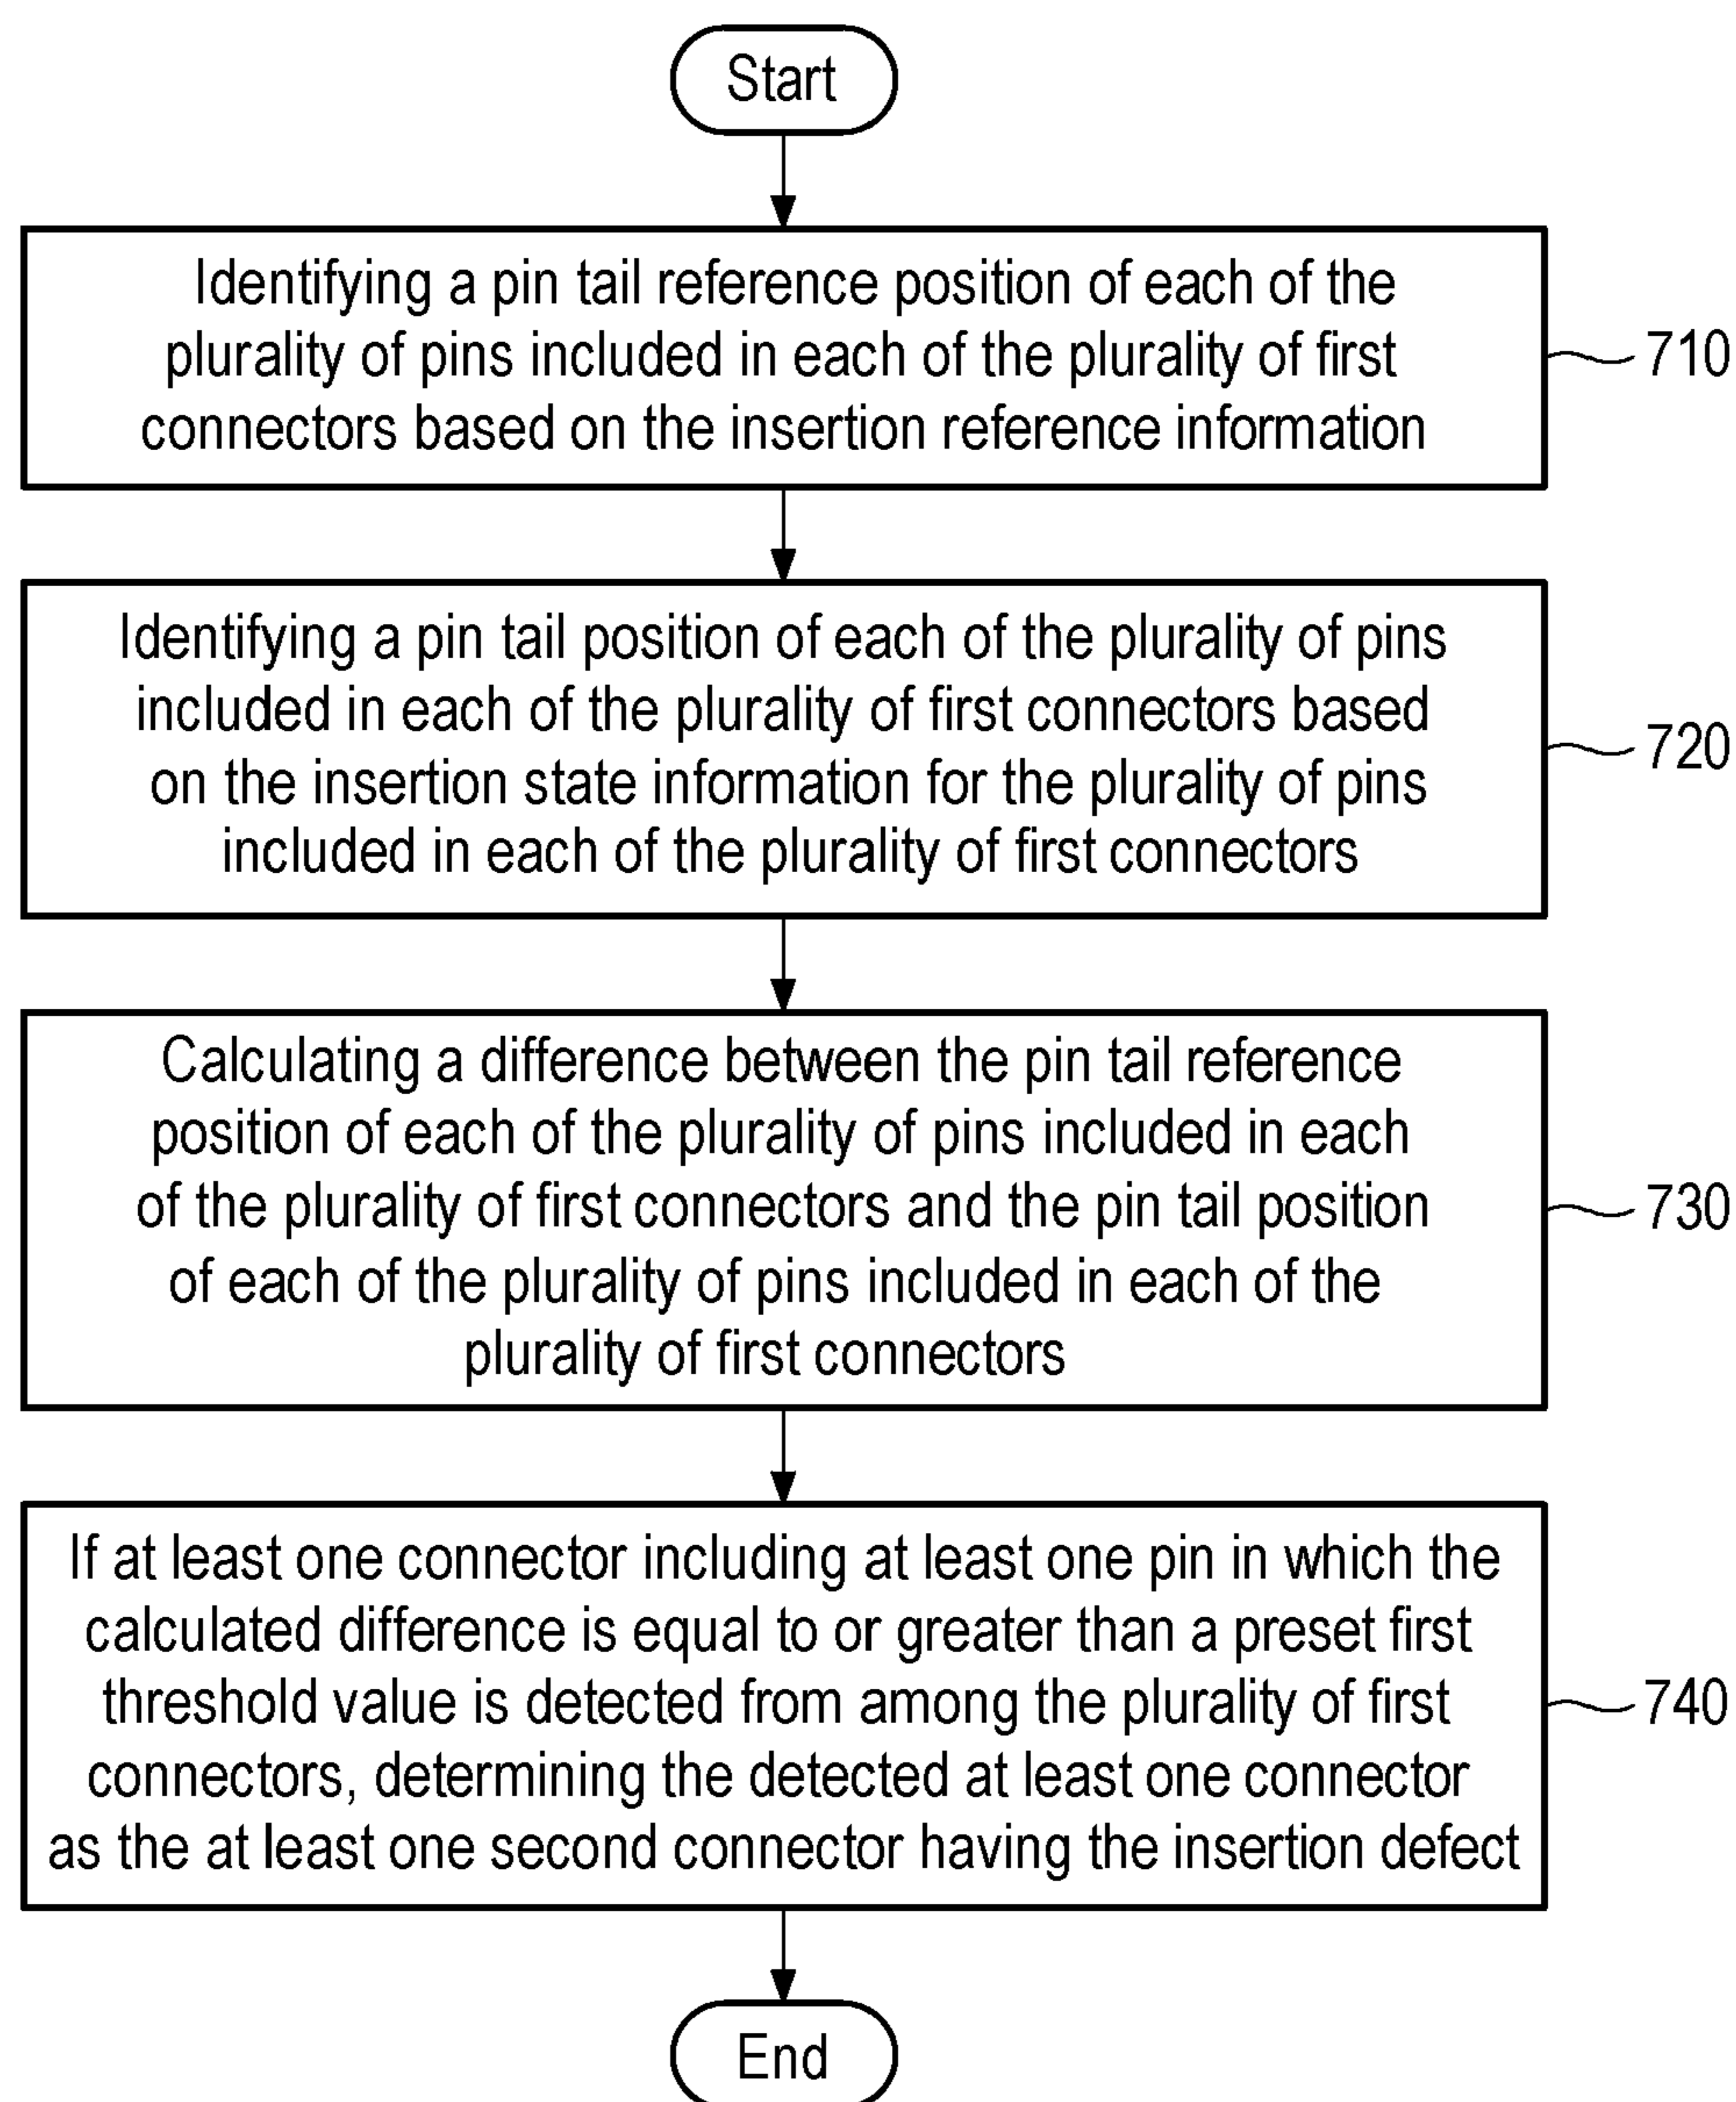 Start
Identifying a pin tail reference position of each of the
plurality of pins included in each of the plurality of first
connectors based on the insertion reference information
710
Identifying a pin tail position of each of the plurality of pins
included in each of the plurality of first connectors based
on the insertion state information for the plurality of pins
included in each of the plurality of first connectors
720
Calculating a difference between the pin tail reference
position of each of the plurality of pins included in each
of the plurality of first connectors and the pin tail position
of each of the plurality of pins included in each of the
plurality of first connectors
730
If at least one connector including at least one pin in which the
calculated difference is equal to or greater than a preset first
threshold value is detected from among the plurality of first
connectors, determining the detected at least one connector
as the at least one second connector having the insertion defect
740
End